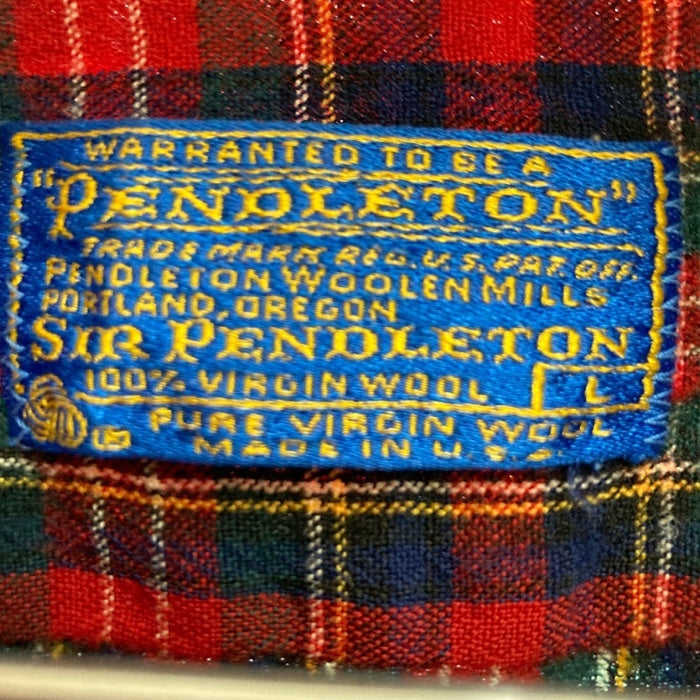 WARRANTED TO BE A
"PENDLETON"
TRADE MARK REG. U.S. PAT. OFF.
PENDLETON WOOLEN MILLS
PORTLAND, OREGON
SIR PENDLETON
100% VIRGIN WOOL L
PURE VIRGIN WOOL
MADE IN U.S.A.